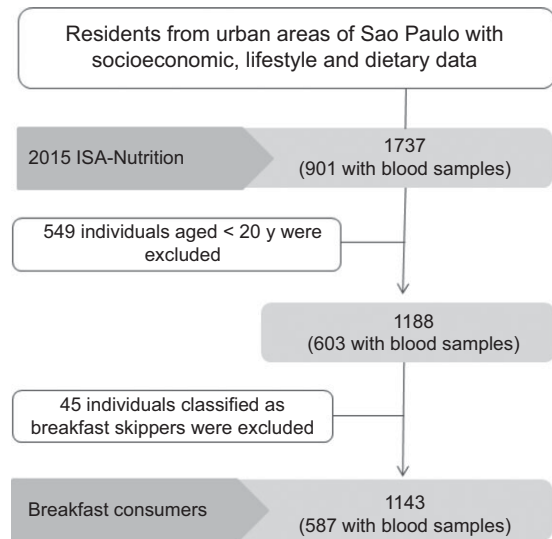 Residents from urban areas of Sao Paulo with
socioeconomic, lifestyle and dietary data
2015 ISA-Nutrition
1737
(901 with blood samples)
549 individuals aged < 20 y were
excluded
1188
(603 with blood samples)
45 individuals classified as
breakfast skippers were excluded
Breakfast consumers
1143
(587 with blood samples)